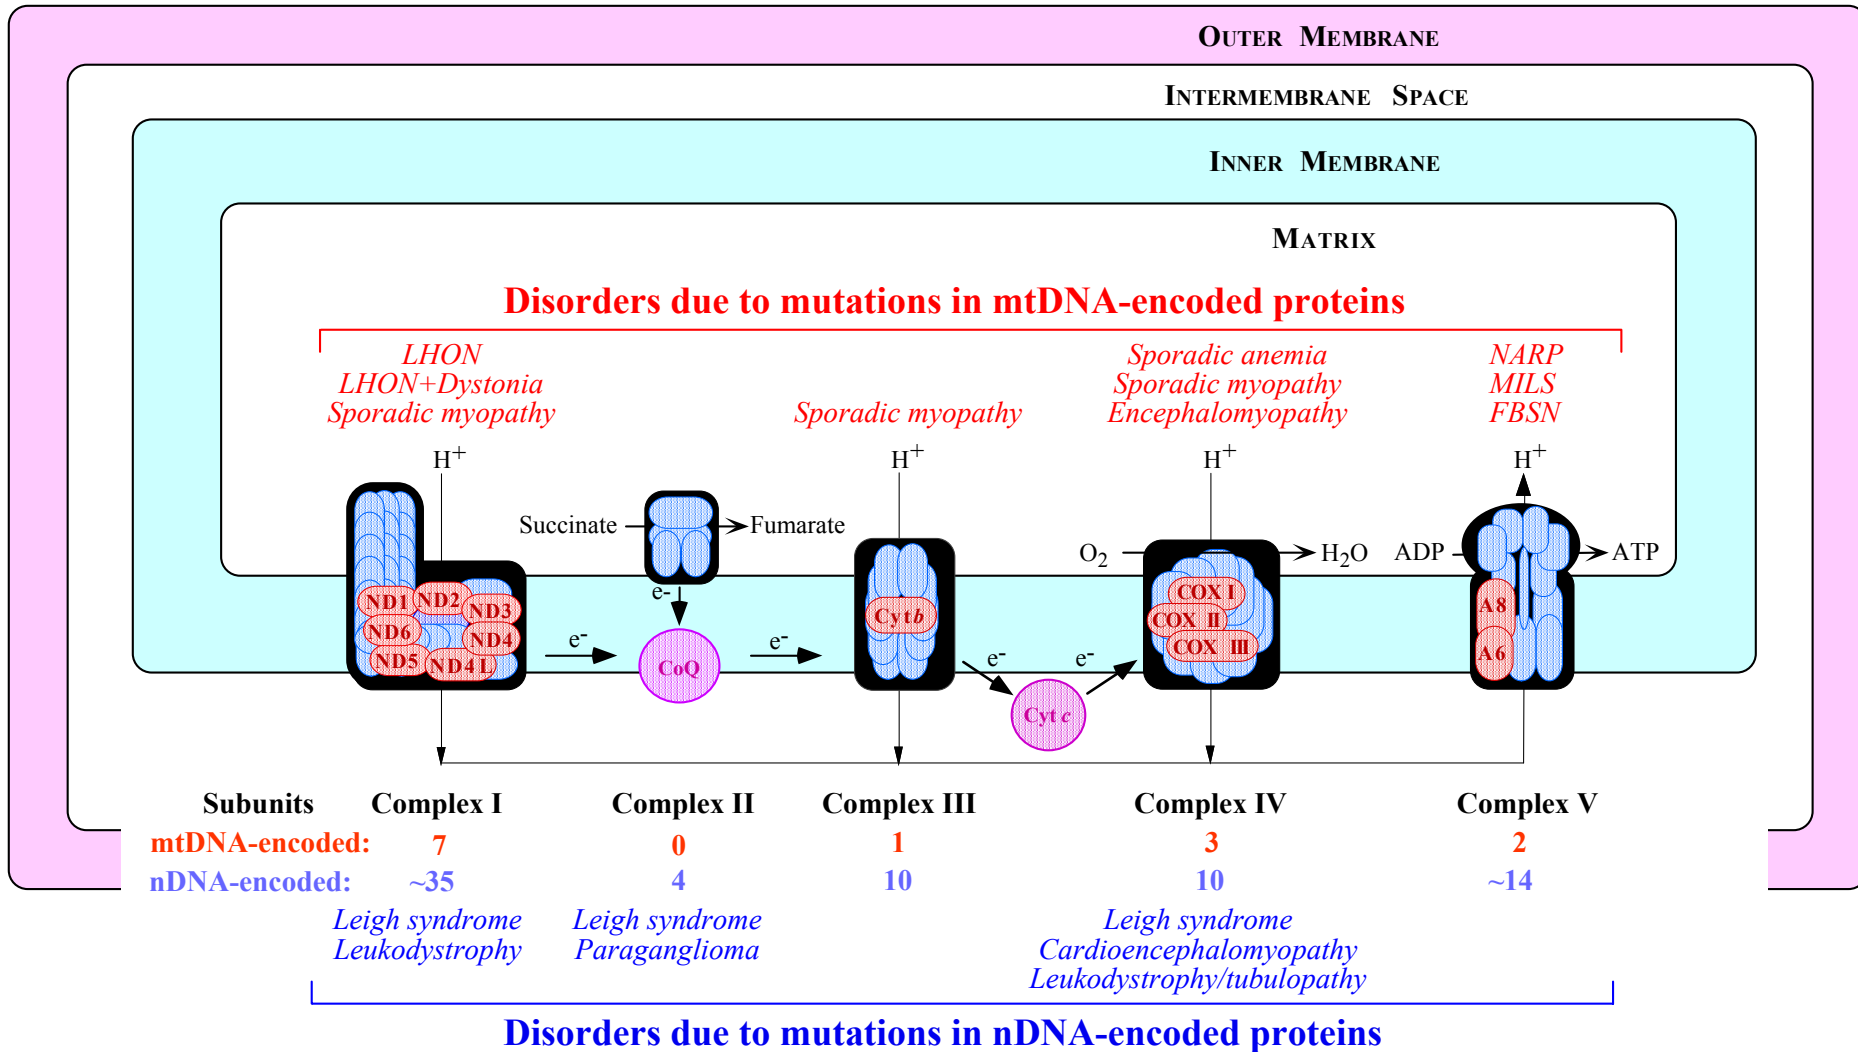 OUTER MEMBRANE
INTERMEMBRANE SPACE
INNER MEMBRANE
MATRIX
Disorders due to mutations in mtDNA-encoded proteins
LHON
LHON+Dystonia
Sporadic myopathy
Sporadic myopathy
Sporadic anemia
Sporadic myopathy
Encephalomyopathy
NARP
MILS
FBSN
H+
H+
H+
H+
Succinate
Fumarate
O2
H2O
ADP
ATP
ND1
ND2
ND3
ND6
ND4
ND5
ND4L
e-
e-
CoQ
e-
Cyt b
e-
Cyt c
e-
COX I
COX II
COX III
A8
A6
Subunits Complex I Complex II Complex III Complex IV Complex V
mtDNA-encoded: 7 0 1 3 2
nDNA-encoded: ~35 4 10 10 ~14
Leigh syndrome
Leukodystrophy
Leigh syndrome
Paraganglioma
Leigh syndrome
Cardioencephalomyopathy
Leukodystrophy/tubulopathy
Disorders due to mutations in nDNA-encoded proteins